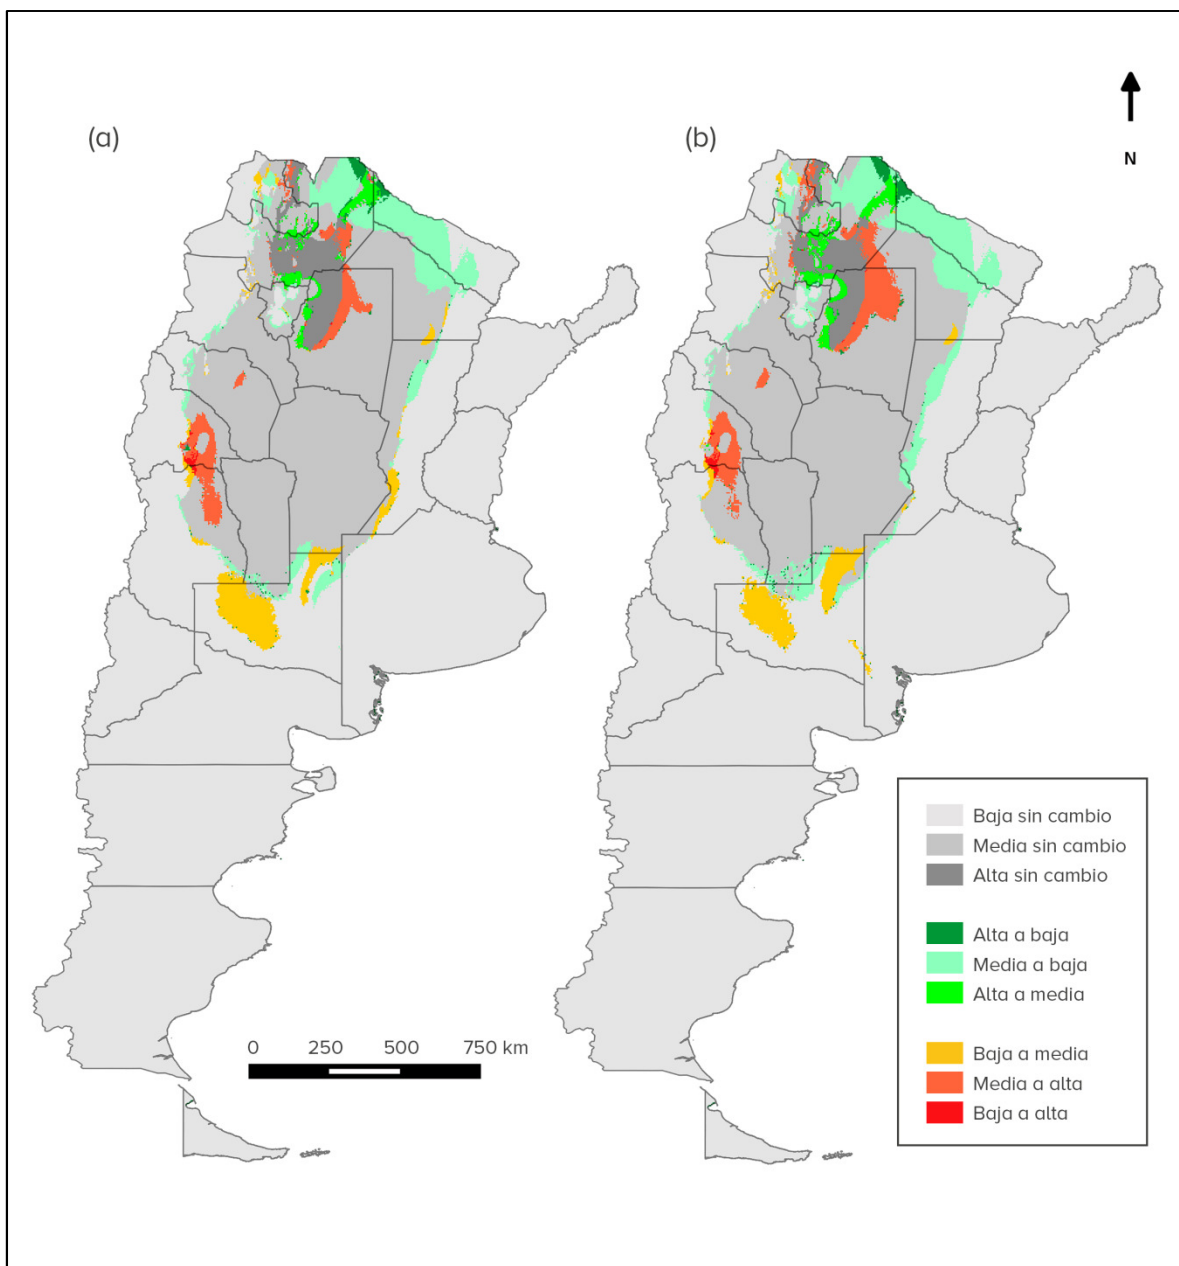 (a)
(b)
N
0 250 500 750 km
Baja sin cambio
Media sin cambio
Alta sin cambio
Alta a baja
Media a baja
Alta a media
Baja a media
Media a alta
Baja a alta